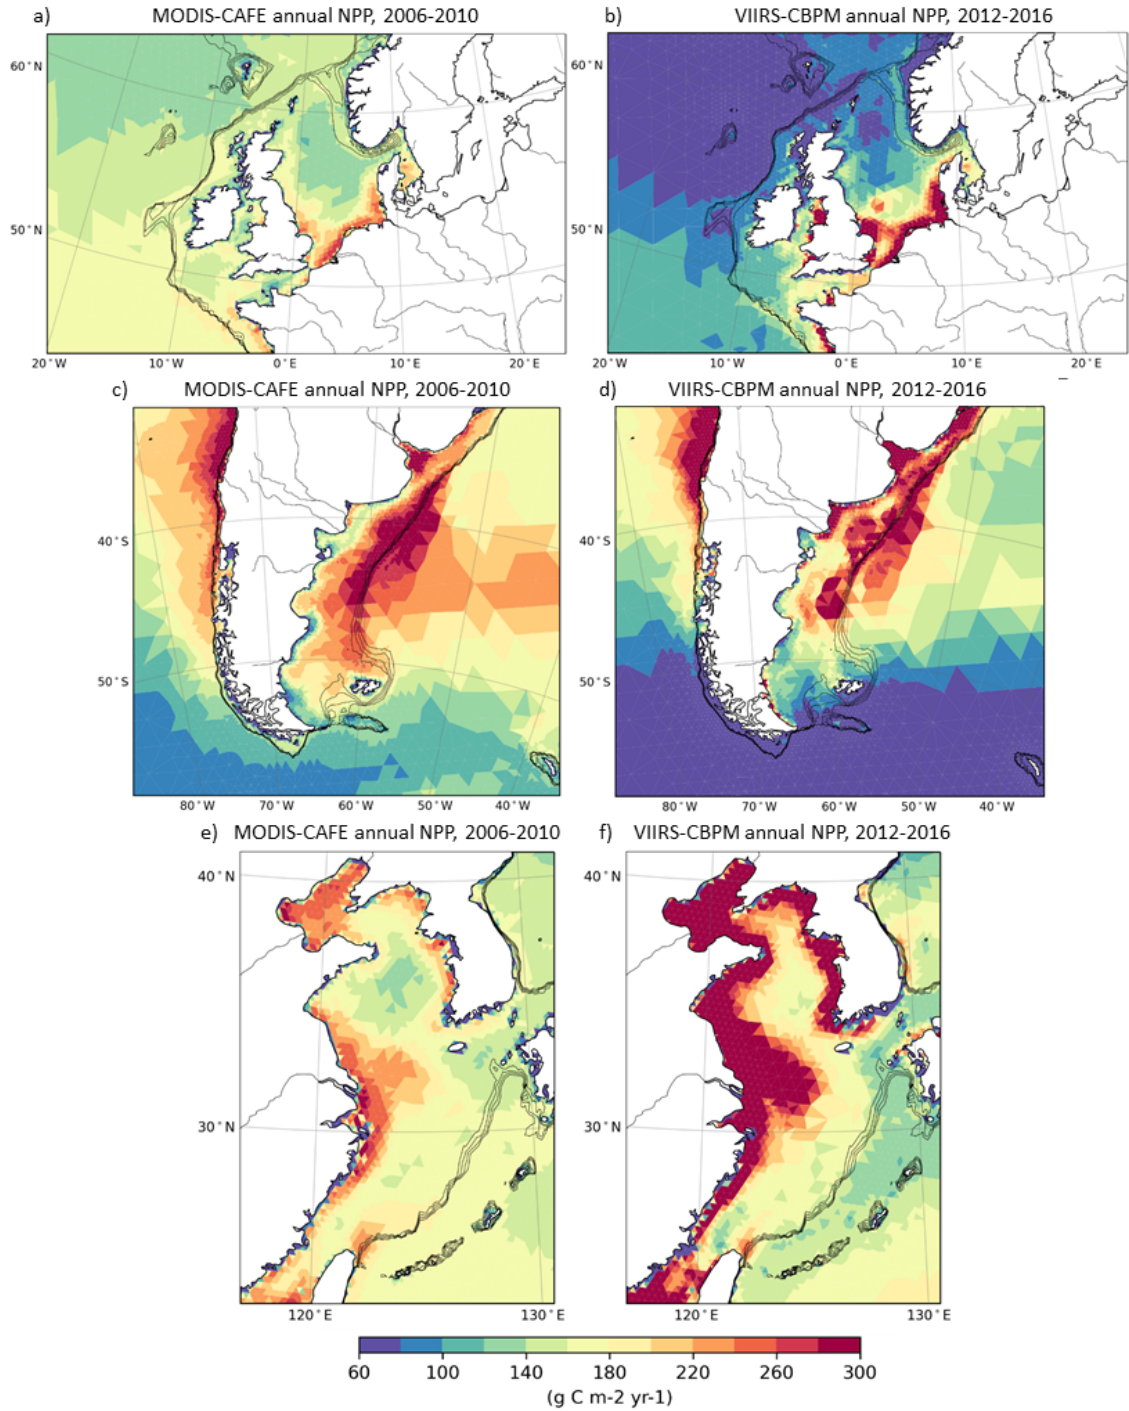 a) MODIS-CAFE annual NPP, 2006-2010
b) VIIRS-CBPM annual NPP, 2012-2016
60°N
50°N
20°W 10°W 0°E 10°E 20°E
60°N
50°N
20°W 10°W 0°E 10°E 20°E
c) MODIS-CAFE annual NPP, 2006-2010
d) VIIRS-CBPM annual NPP, 2012-2016
40°S
50°S
80°W 70°W 60°W 50°W 40°W
40°S
50°S
80°W 70°W 60°W 50°W 40°W
e) MODIS-CAFE annual NPP, 2006-2010
f) VIIRS-CBPM annual NPP, 2012-2016
40°N
30°N
120°E 130°E
40°N
30°N
120°E 130°E
60 100 140 180 220 260 300
(g C m-2 yr-1)